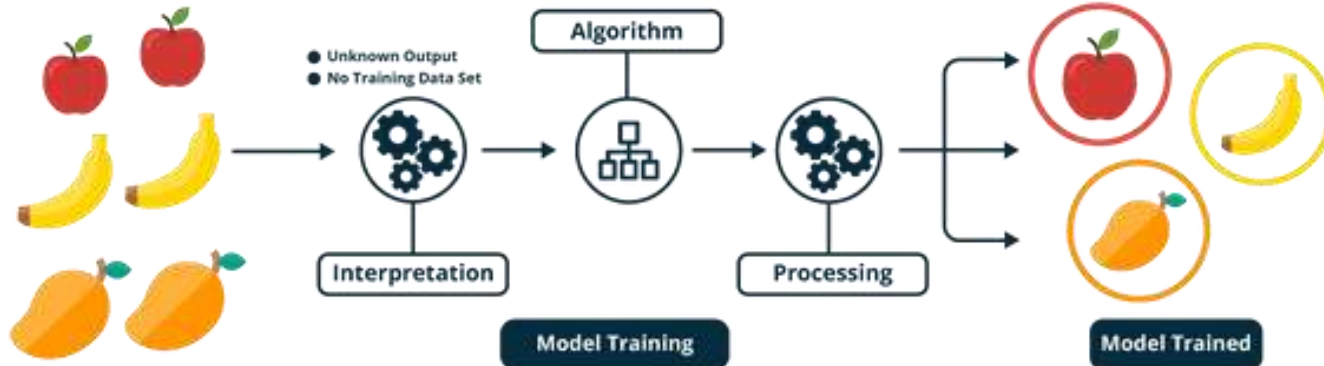 Algorithm
● Unknown Output
● No Training Data Set
Interpretation
Processing
Model Training
Model Trained